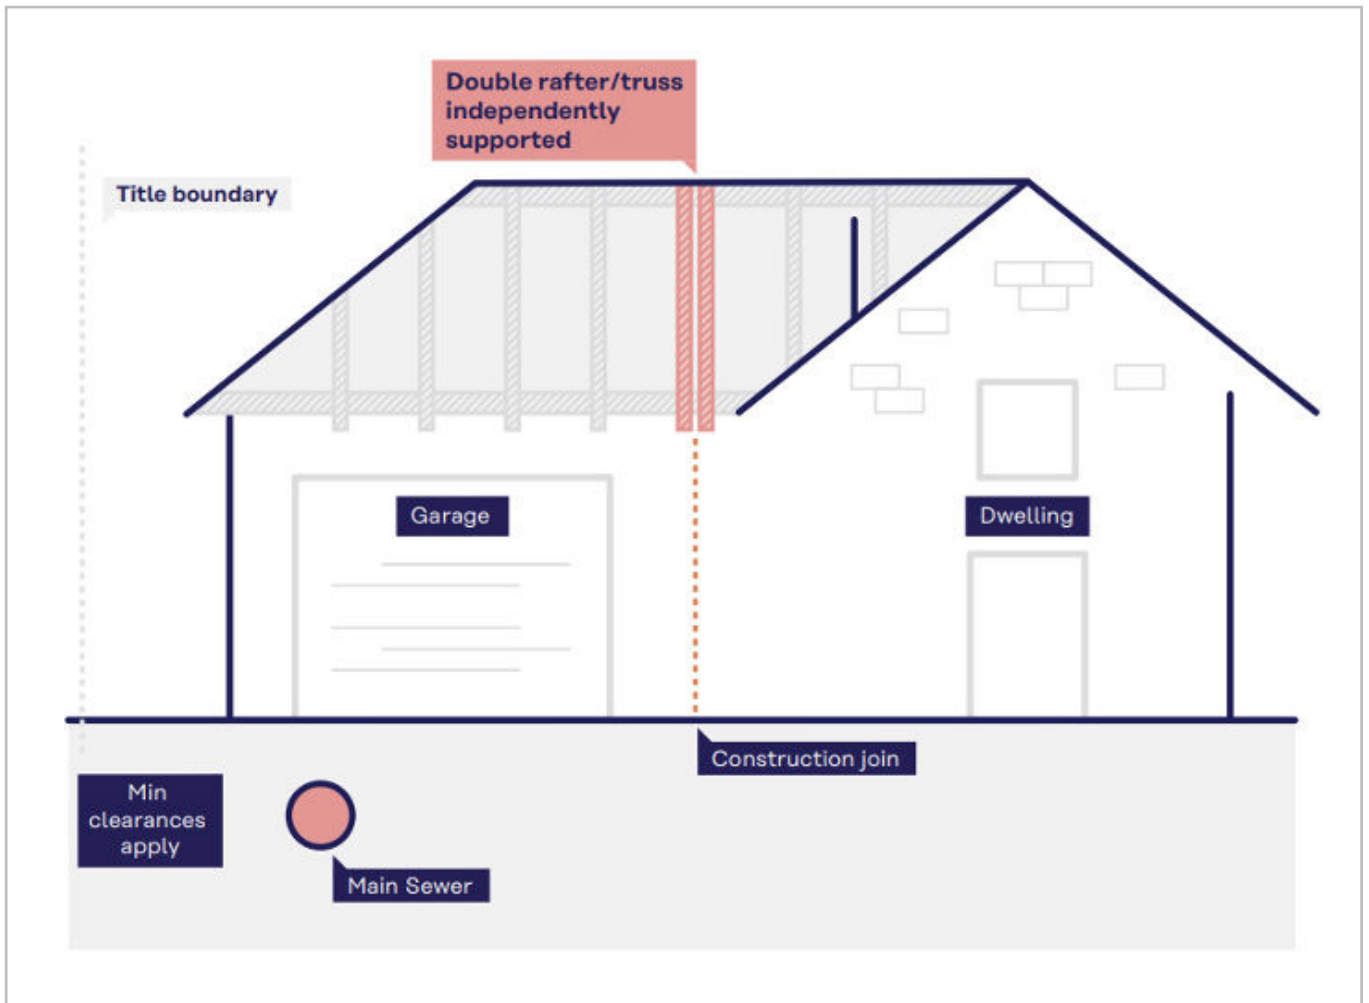 Double rafter/truss
independently
supported
Title boundary
Garage
Dwelling
Construction join
Min
clearances
apply
Main Sewer